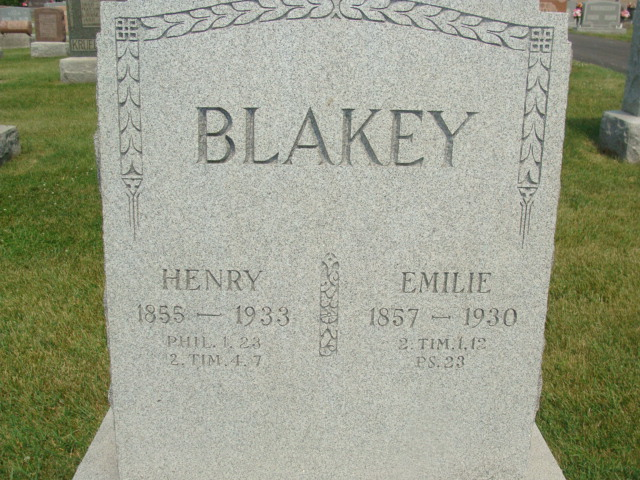 BLAKEY
HENRY
1855 — 1933
PHIL. 1, 23
2. TIM. 4. 7
EMILIE
1857 — 1930
2. TIM. 1, 12
PS. 23